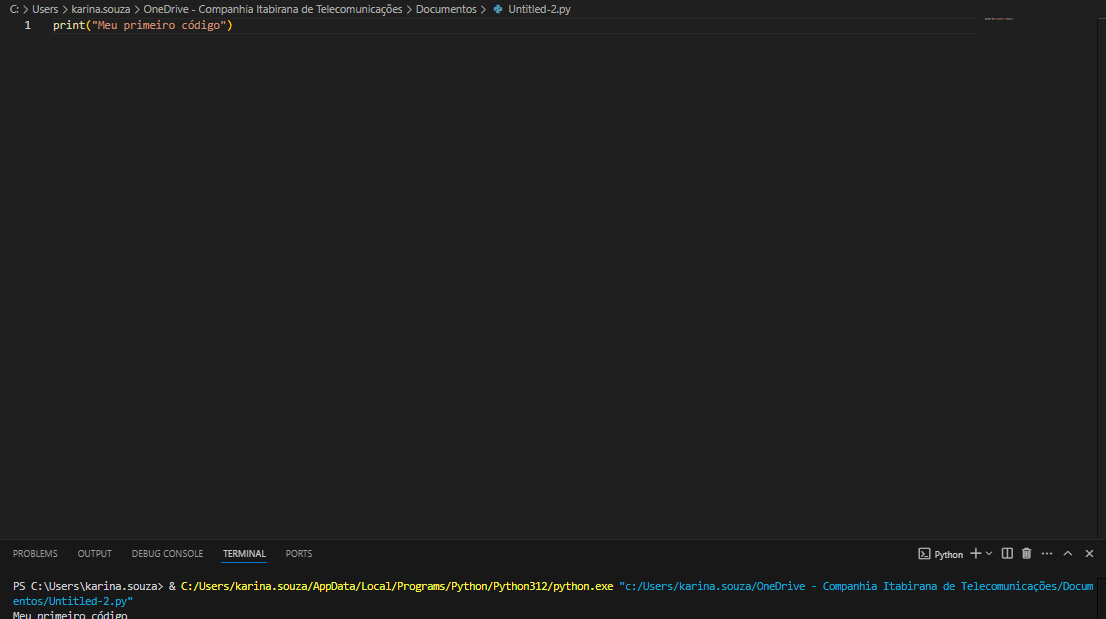 C: > Users > karina.souza > OneDrive - Companhia Itabirana de Telecomunicações > Documentos > Untitled-2.py
1 print("Meu primeiro código")
PROBLEMS OUTPUT DEBUG CONSOLE TERMINAL PORTS Python
PS C:\Users\karina.souza> & C:/Users/karina.souza/AppData/Local/Programs/Python/Python312/python.exe "c:/Users/karina.souza/OneDrive - Companhia Itabirana de Telecomunicações/Docum
entos/Untitled-2.py"
Meu primeiro código